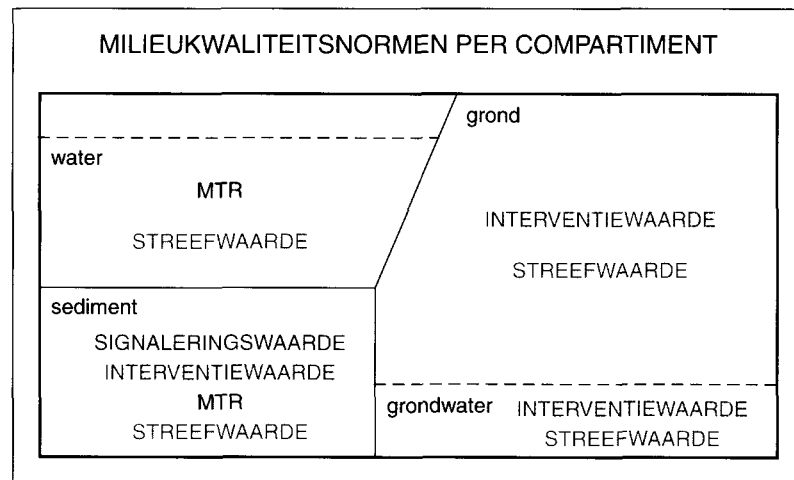 MILIEUKWALITEITSNORMEN PER COMPARTIMENT
water
MTR
STREEFWAARDE
sediment
SIGNALERINGSWAARDE
INTERVENTIEWAARDE
MTR
STREEFWAARDE
grond
INTERVENTIEWAARDE
STREEFWAARDE
grondwater INTERVENTIEWAARDE
STREEFWAARDE